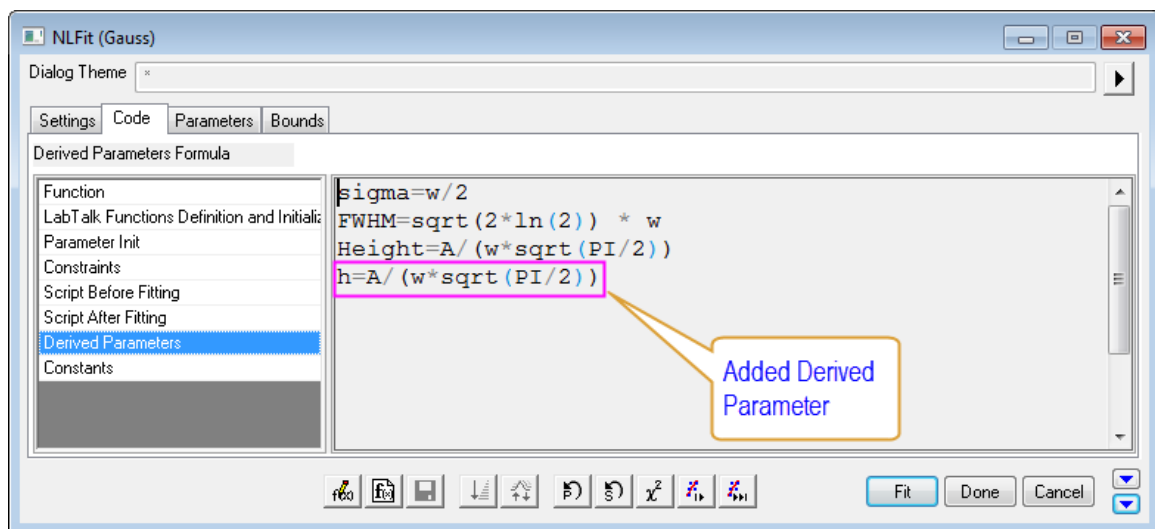 NLFit (Gauss)
Dialog Theme
*
Settings Code Parameters Bounds
Derived Parameters Formula
Function
LabTalk Functions Definition and Initializ
Parameter Init
Constraints
Script Before Fitting
Script After Fitting
Derived Parameters
Constants
sigma=w/2
FWHM=sqrt(2*ln(2)) * w
Height=A/(w*sqrt(PI/2))
h=A/(w*sqrt(PI/2))
Added Derived
Parameter
Fit Done Cancel